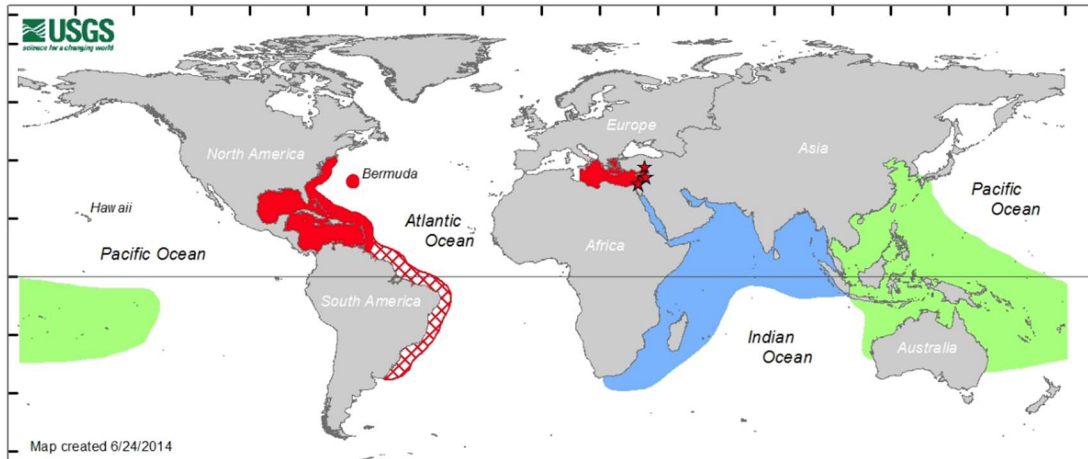 USGS
science for a changing world
Europe
North America
Asia
Bermuda
Pacific
Ocean
Hawaii
Atlantic
Ocean
Pacific Ocean
Africa
South America
Indian
Ocean
Australia
Map created 6/24/2014